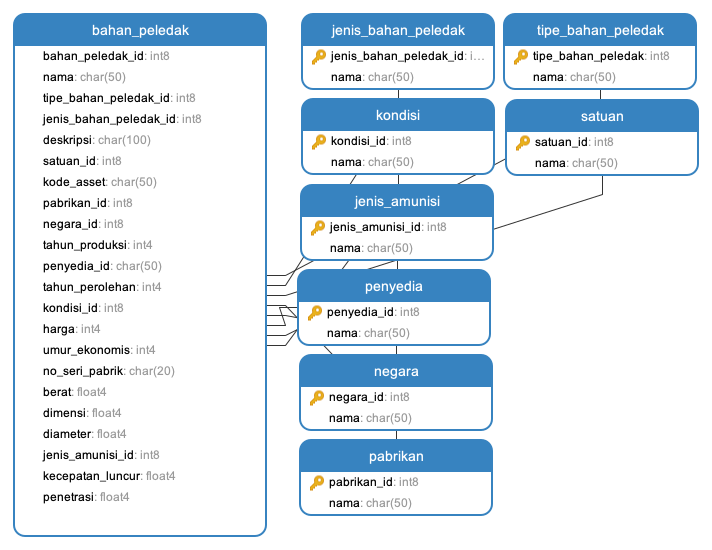 bahan_peledak
bahan_peledak_id: int8
nama: char(50)
tipe_bahan_peledak_id: int8
jenis_bahan_peledak_id: int8
deskripsi: char(100)
satuan_id: int8
kode_asset: char(50)
pabrikan_id: int8
negara_id: int8
tahun_produksi: int4
penyedia_id: char(50)
tahun_perolehan: int4
kondisi_id: int8
harga: int4
umur_ekonomis: int4
no_seri_pabrik: char(20)
berat: float4
dimensi: float4
diameter: float4
jenis_amunisi_id: int8
kecepatan_luncur: float4
penetrasi: float4
jenis_bahan_peledak
jenis_bahan_peledak_id: i...
nama: char(50)
tipe_bahan_peledak
tipe_bahan_peledak: int8
nama: char(50)
kondisi
kondisi_id: int8
nama: char(50)
satuan
satuan_id: int8
nama: char(50)
jenis_amunisi
jenis_amunisi_id: int8
nama: char(50)
penyedia
penyedia_id: int8
nama: char(50)
negara
negara_id: int8
nama: char(50)
pabrikan
pabrikan_id: int8
nama: char(50)